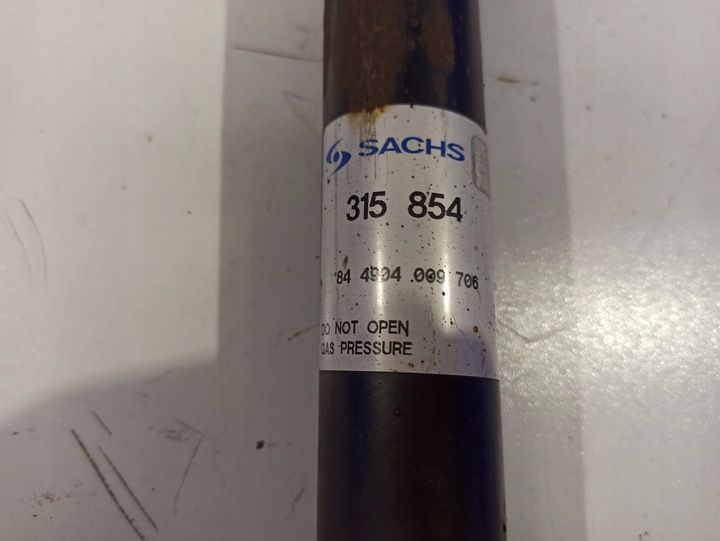 SACHS
315 854
84 4904 009 706
DO NOT OPEN
GAS PRESSURE